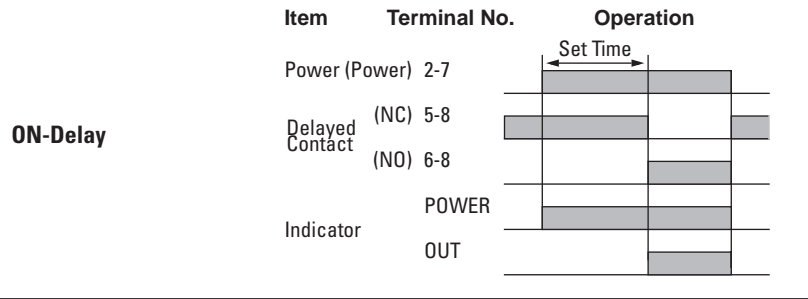 Item Terminal No. Operation
Set Time
Power (Power) 2-7
ON-Delay
Delayed Contact
(NC) 5-8
(NO) 6-8
Indicator
POWER
OUT